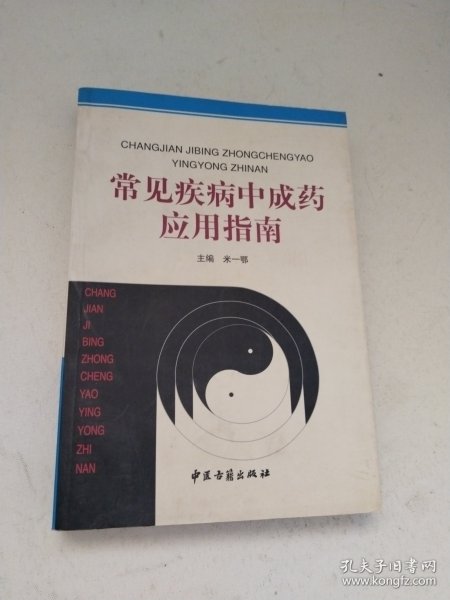 CHANGJIAN JIBING ZHONGCHENGYAO
YINGYONG ZHINAN
常见疾病中成药
应用指南
主编 米一鄂
CHANG
JIAN
JI
BING
ZHONG
CHENG
YAO
YING
YONG
ZHI
NAN
中医古籍出版社
孔夫子旧书网
www.kongfz.com